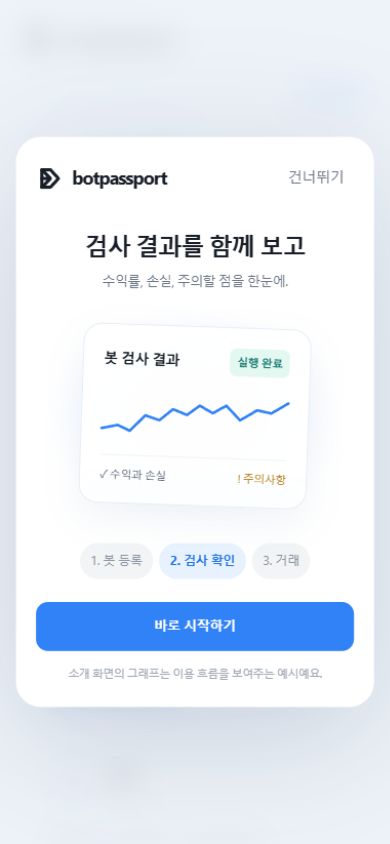 botpassport
건너뛰기
검사 결과를 함께 보고
수익률, 손실, 주의할 점을 한눈에.
봇 검사 결과
실행 완료
✓ 수익과 손실
! 주의사항
1. 봇 등록
2. 검사 확인
3. 거래
바로 시작하기
소개 화면의 그래프는 이용 흐름을 보여주는 예시예요.